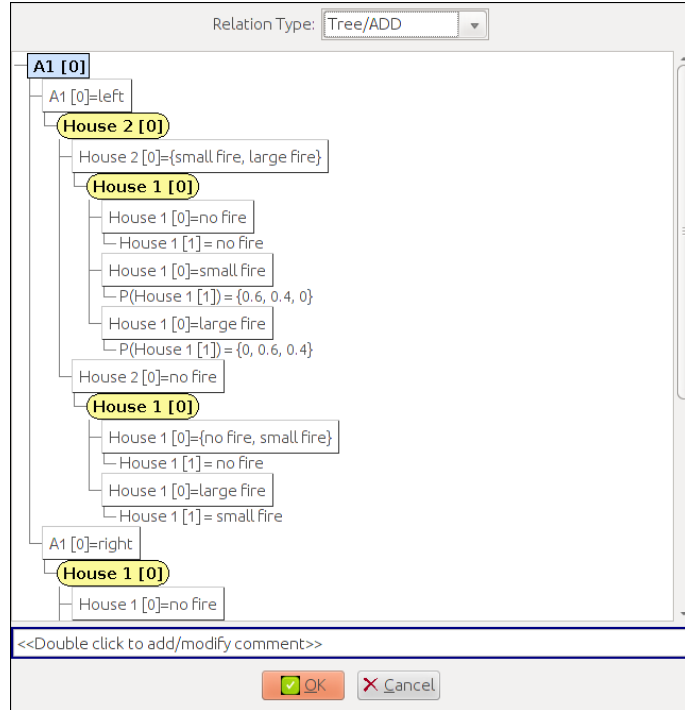 Relation Type: Tree/ADD
A1 [0]
A1 [0]=left
House 2 [0]
House 2 [0]={small fire, large fire}
House 1 [0]
House 1 [0]=no fire
House 1 [1] = no fire
House 1 [0]=small fire
P(House 1 [1]) = {0.6, 0.4, 0}
House 1 [0]=large fire
P(House 1 [1]) = {0, 0.6, 0.4}
House 2 [0]=no fire
House 1 [0]
House 1 [0]={no fire, small fire}
House 1 [1] = no fire
House 1 [0]=large fire
House 1 [1] = small fire
A1 [0]=right
House 1 [0]
House 1 [0]=no fire
<<Double click to add/modify comment>>
OK Cancel